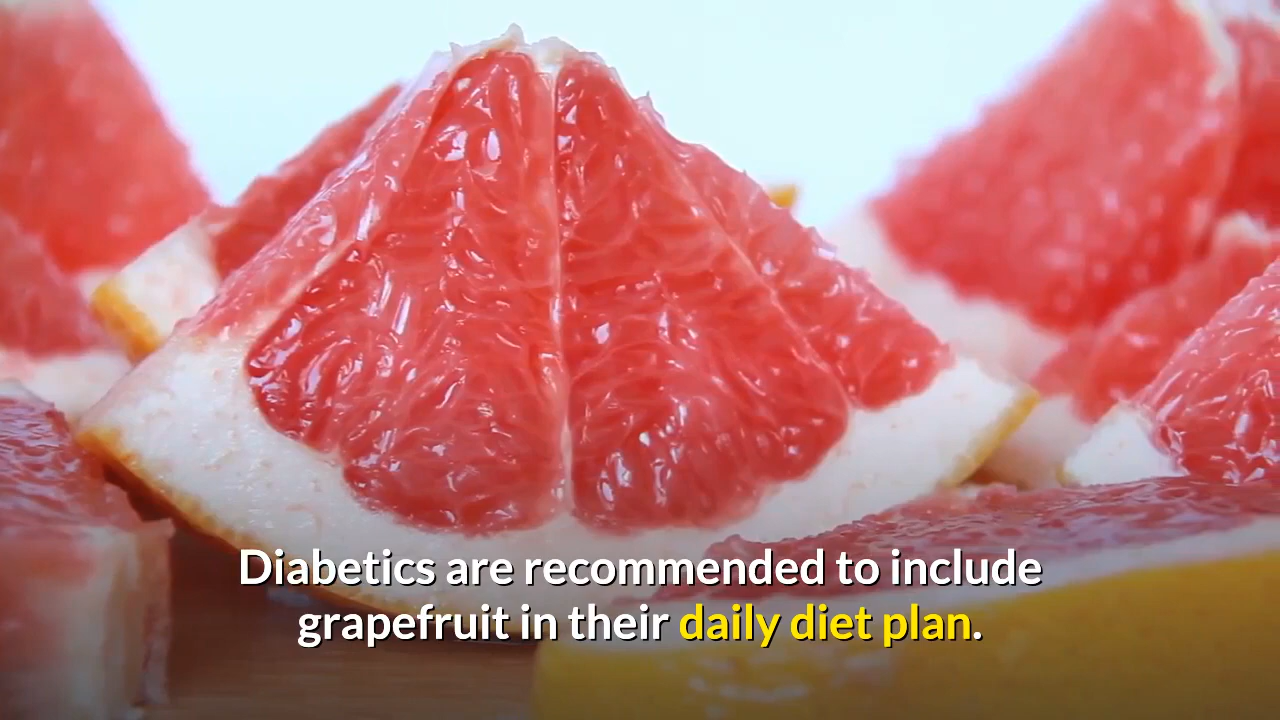 Diabetics are recommended to include
grapefruit in their daily diet plan.